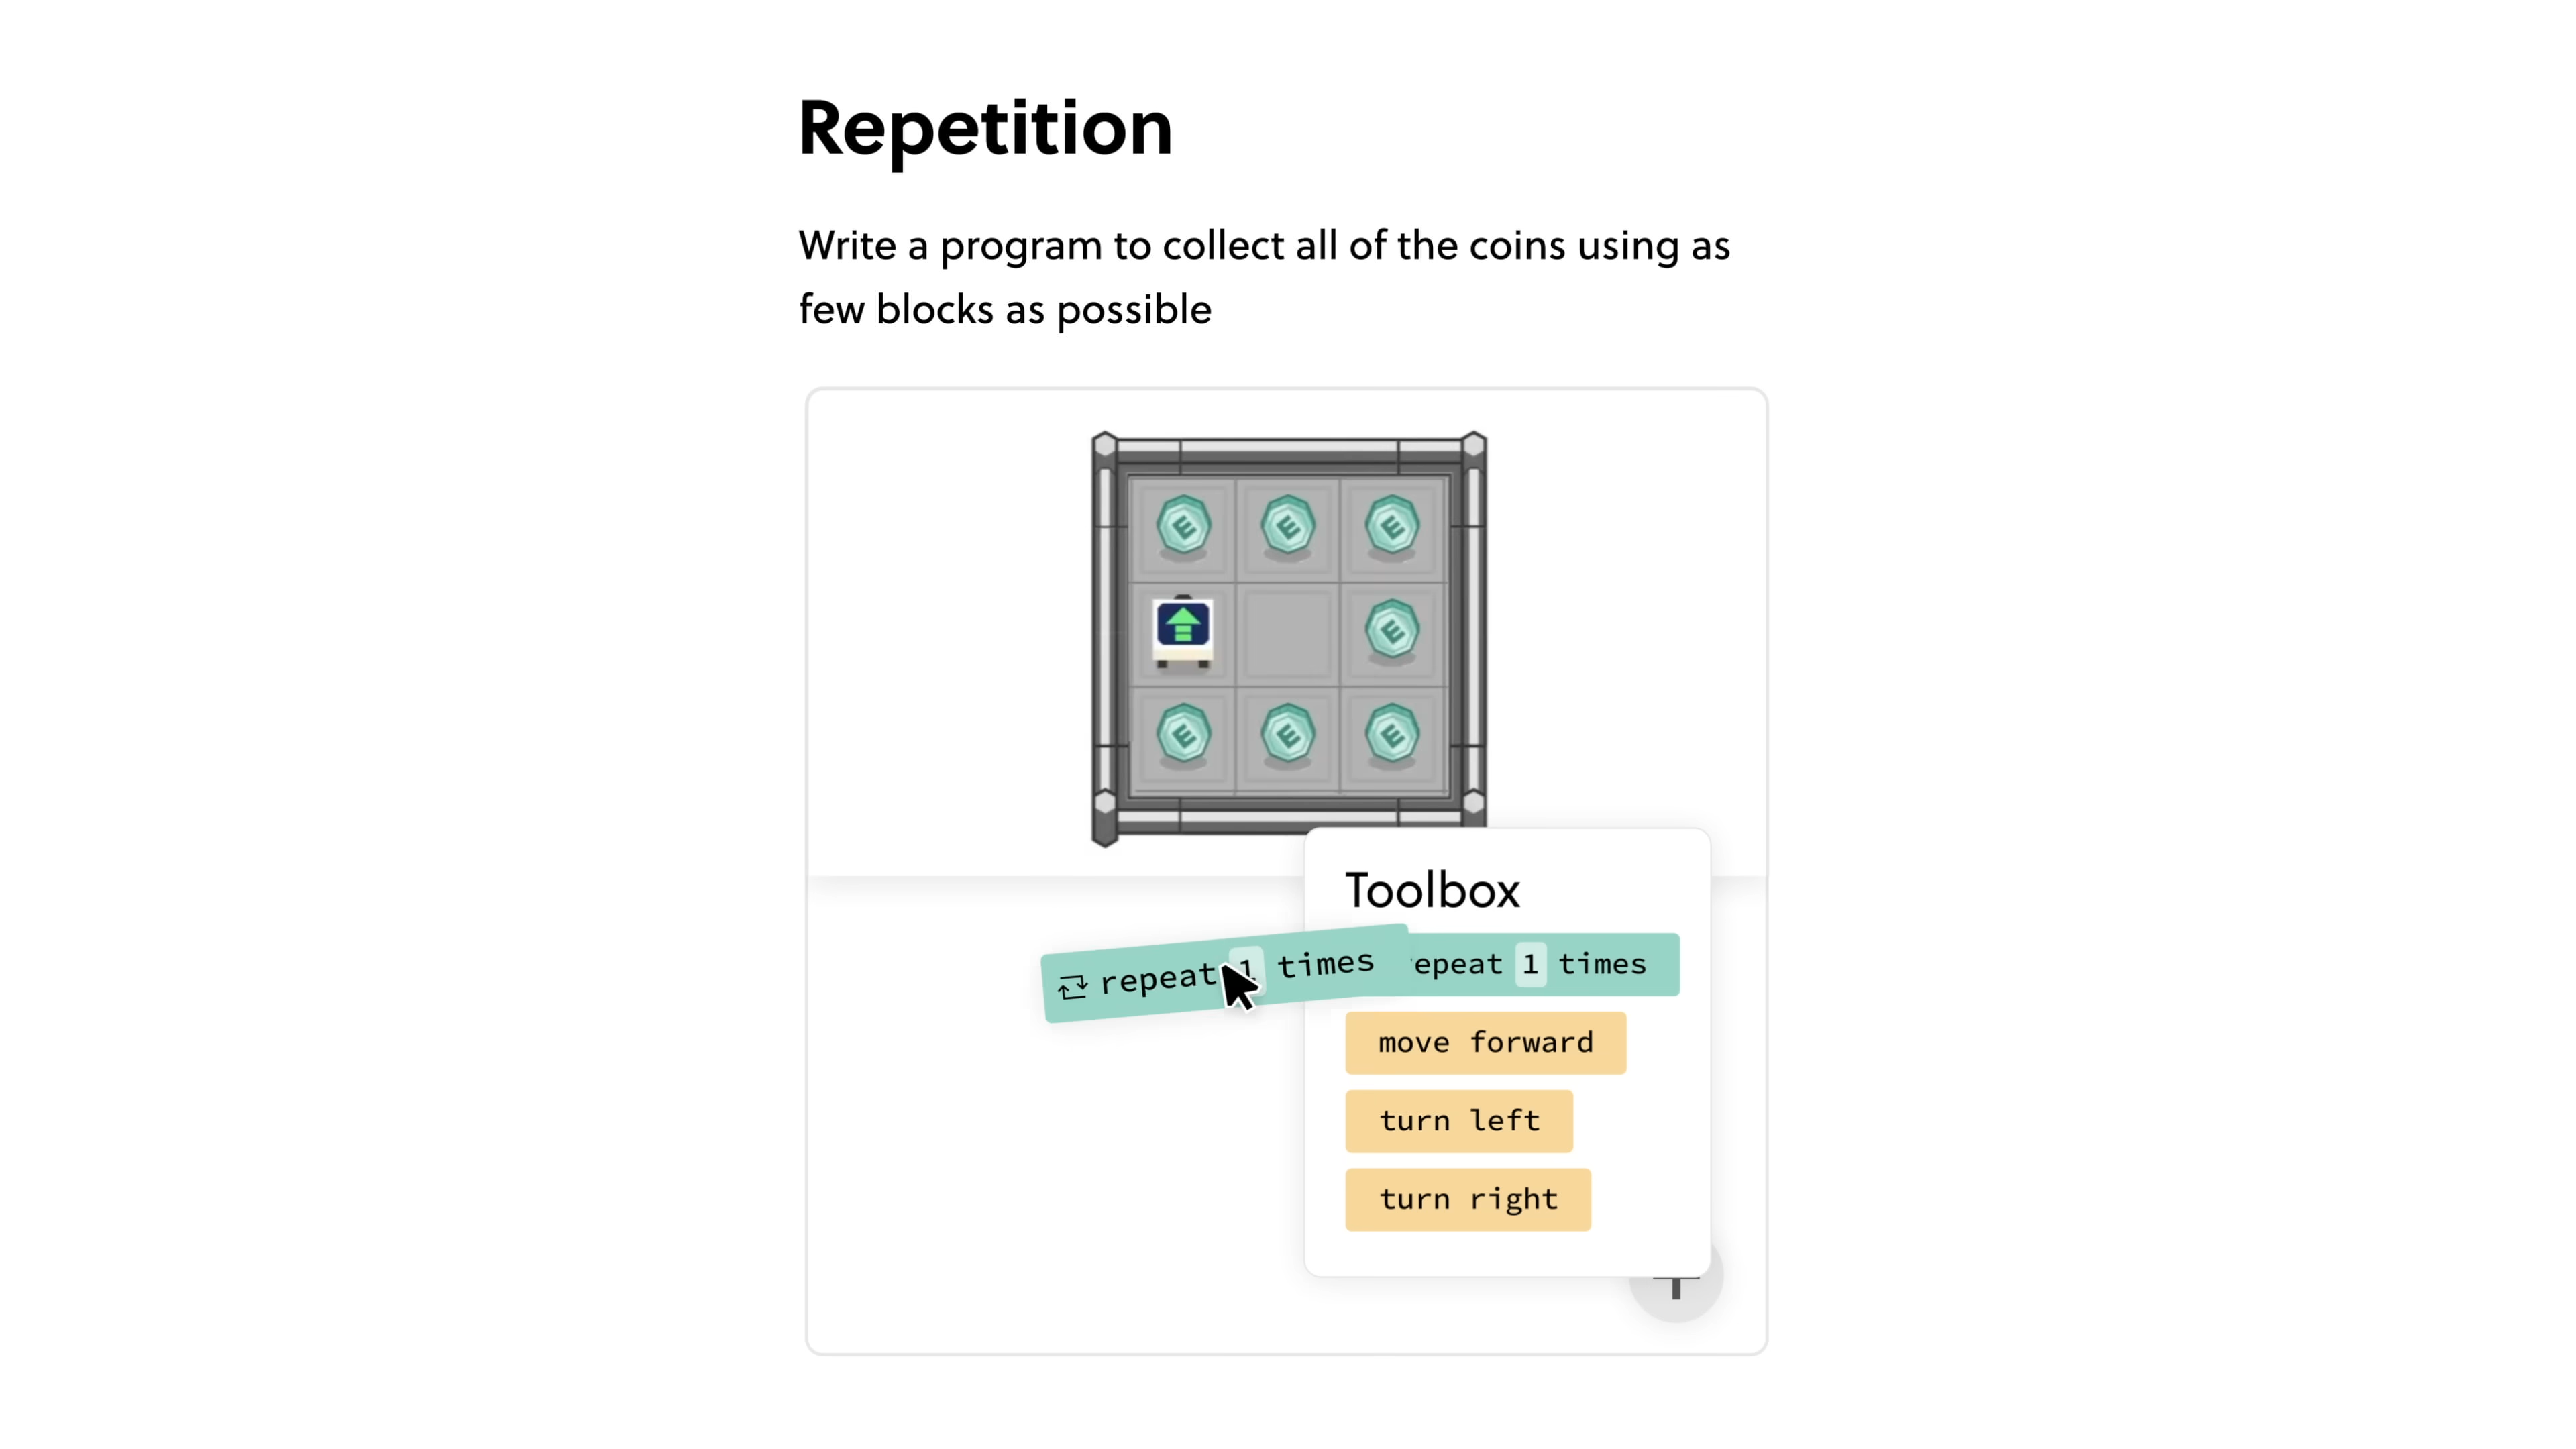 Repetition
Write a program to collect all of the coins using as
few blocks as possible
E E E
E
E E E
Toolbox
repeat 1 times
epeat 1 times
move forward
turn left
turn right